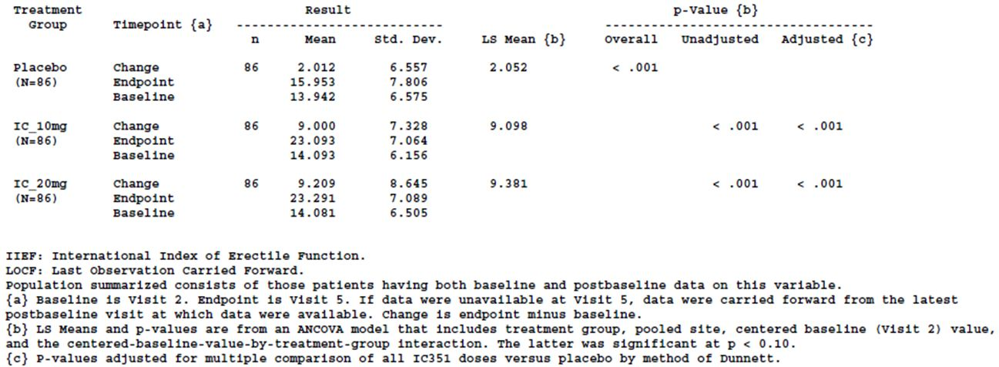 Treatment Result p-Value {b}
Group Timepoint {a} --------------------------- -----------------------------------
n Mean Std. Dev. LS Mean {b} Overall Unadjusted Adjusted {c}
Placebo Change 86 2.012 6.557 2.052 < .001
(N=86) Endpoint 15.953 7.806
Baseline 13.942 6.575
IC_10mg Change 86 9.000 7.328 9.098 < .001 < .001
(N=86) Endpoint 23.093 7.064
Baseline 14.093 6.156
IC_20mg Change 86 9.209 8.645 9.381 < .001 < .001
(N=86) Endpoint 23.291 7.089
Baseline 14.081 6.505
IIEF: International Index of Erectile Function.
LOCF: Last Observation Carried Forward.
Population summarized consists of those patients having both baseline and postbaseline data on this variable.
{a} Baseline is Visit 2. Endpoint is Visit 5. If data were unavailable at Visit 5, data were carried forward from the latest
postbaseline visit at which data were available. Change is endpoint minus baseline.
{b} LS Means and p-values are from an ANCOVA model that includes treatment group, pooled site, centered baseline (Visit 2) value,
and the centered-baseline-value-by-treatment-group interaction. The latter was significant at p < 0.10.
{c} P-values adjusted for multiple comparison of all IC351 doses versus placebo by method of Dunnett.